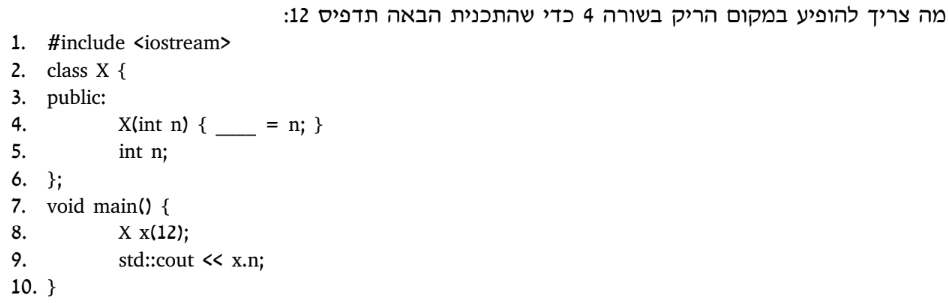 מה צריך להופיע במקום הריק בשורה 4 כדי שהתכנית הבאה תדפיס 12:
1. #include <iostream>
2. class X {
3. public:
4. X(int n) { ____ = n; }
5. int n;
6. };
7. void main() {
8. X x(12);
9. std::cout << x.n;
10. }